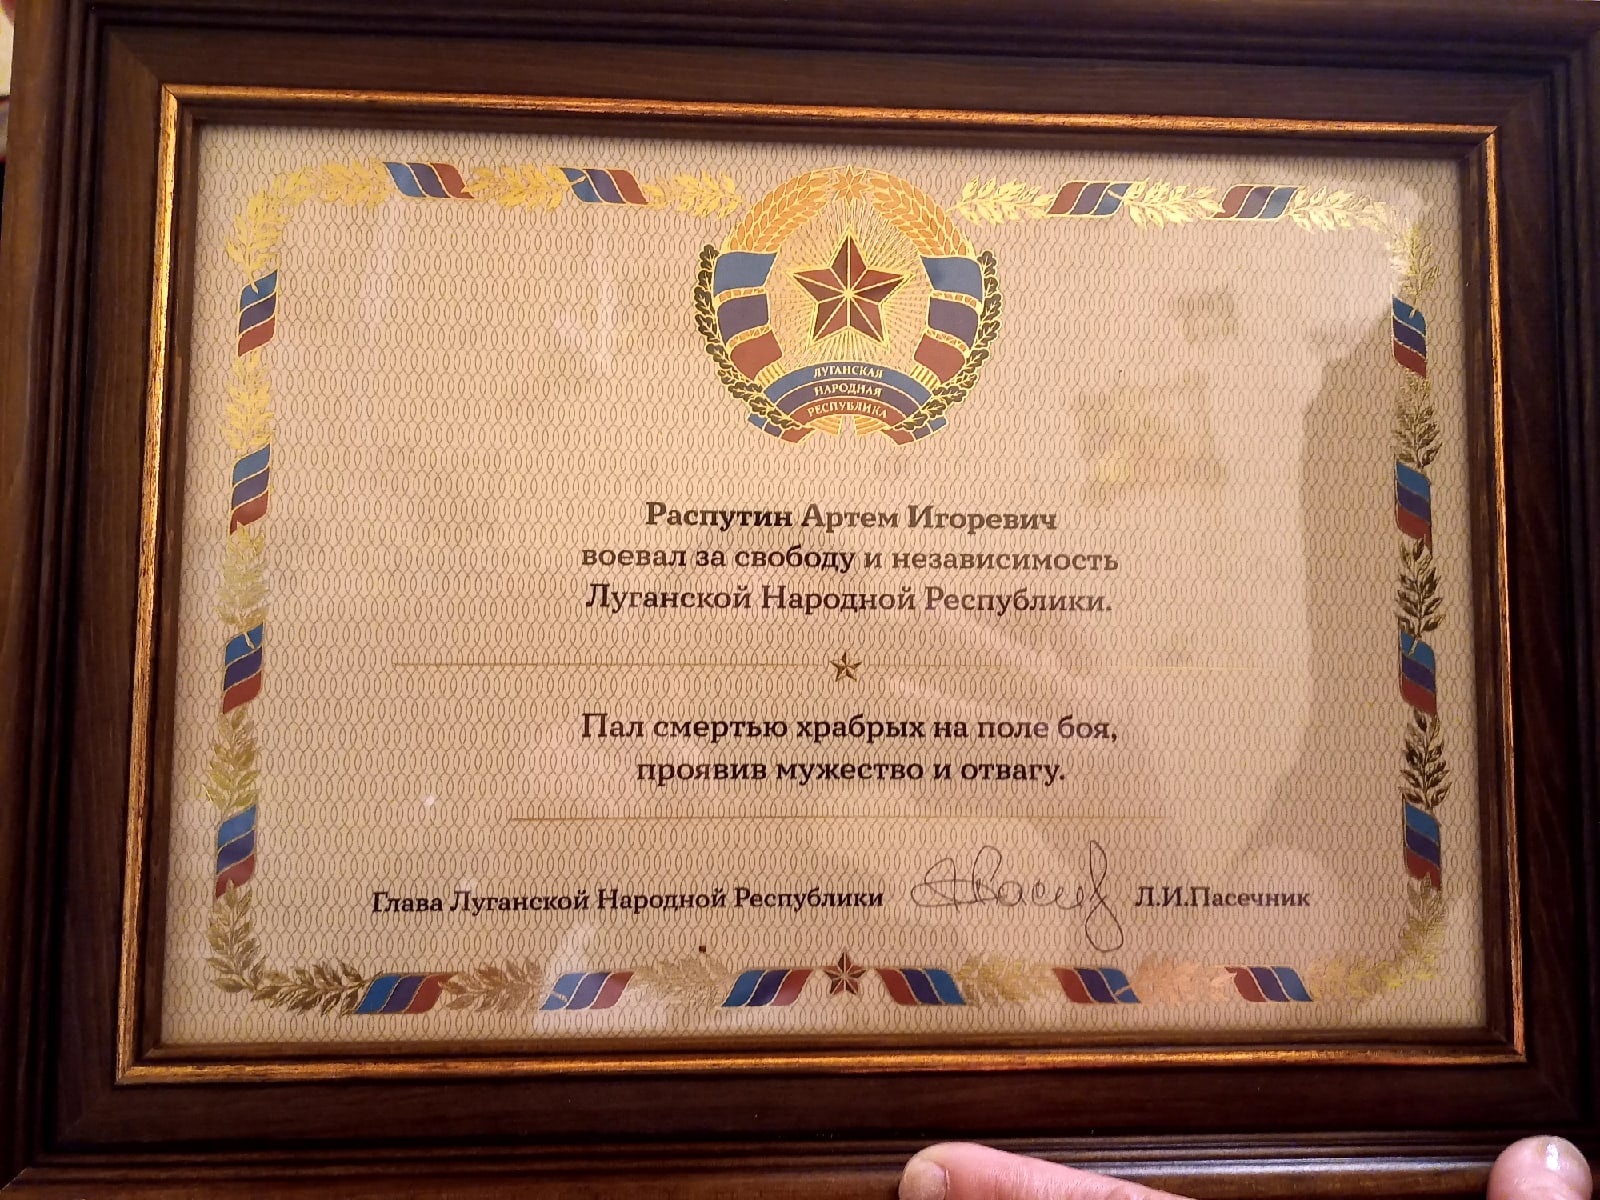 ЛУГАНСКАЯ
НАРОДНАЯ
РЕСПУБЛИКА
Распутин Артем Игоревич
воевал за свободу и независимость
Луганской Народной Республики.
Пал смертью храбрых на поле боя,
проявив мужество и отвагу.
Глава Луганской Народной Республики Л.И.Пасечник